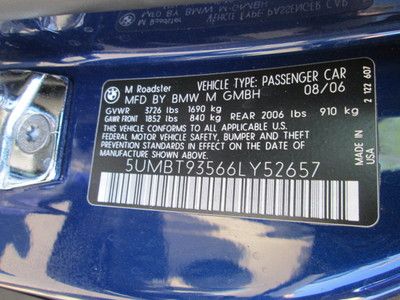 M Roadster VEHICLE TYPE: PASSENGER CAR
MFD BY BMW M GMBH 08/06
GVWR 3726 lbs 1690 kg
FRONT 1852 lbs 840 kg REAR 2006 lbs 910 kg
THIS VEHICLE CONFORMS TO ALL APPLICABLE U.S.
FEDERAL MOTOR VEHICLE SAFETY, BUMPER, AND
THEFT PREVENTION STANDARDS IN EFFECT ON THE
DATE OF MANUFACTURE SHOWN ABOVE.
5UMBT93566LY52657
2 122 607
MADE IN
USA